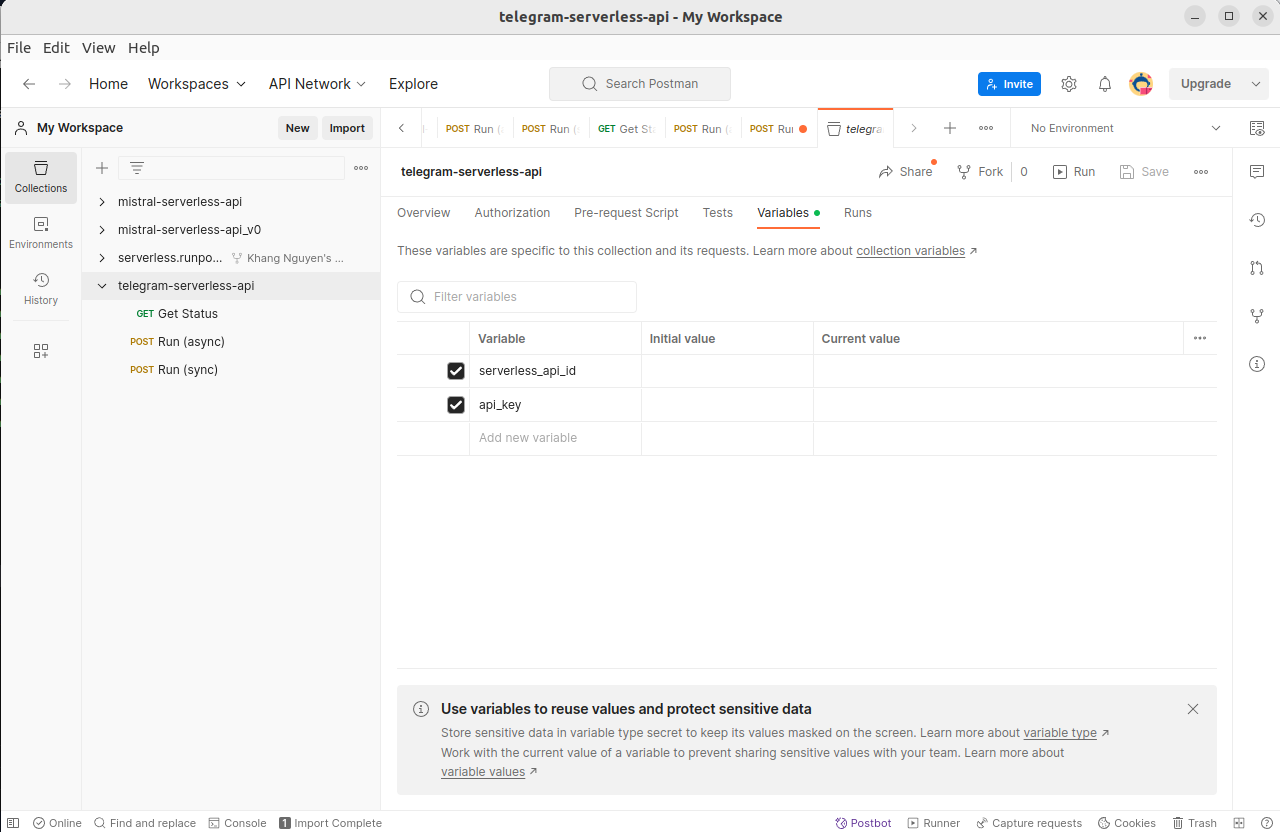 telegram-serverless-api - My Workspace
File Edit View Help
Home Workspaces API Network Explore Search Postman Invite Upgrade
My Workspace New Import POST Run ( POST Run ( GET Get St POST Run ( POST Run telegra No Environment
Collections
Environments
History
mistral-serverless-api
mistral-serverless-api_v0
serverless.runpo... Khang Nguyen's ...
telegram-serverless-api
GET Get Status
POST Run (async)
POST Run (sync)
telegram-serverless-api Share Fork 0 Run Save
Overview Authorization Pre-request Script Tests Variables Runs
These variables are specific to this collection and its requests. Learn more about collection variables ↗
Filter variables
Variable Initial value Current value
serverless_api_id
api_key
Add new variable
Use variables to reuse values and protect sensitive data
Store sensitive data in variable type secret to keep its values masked on the screen. Learn more about variable type ↗
Work with the current value of a variable to prevent sharing sensitive values with your team. Learn more about
variable values ↗
Online Find and replace Console 1 Import Complete Postbot Runner Capture requests Cookies Trash